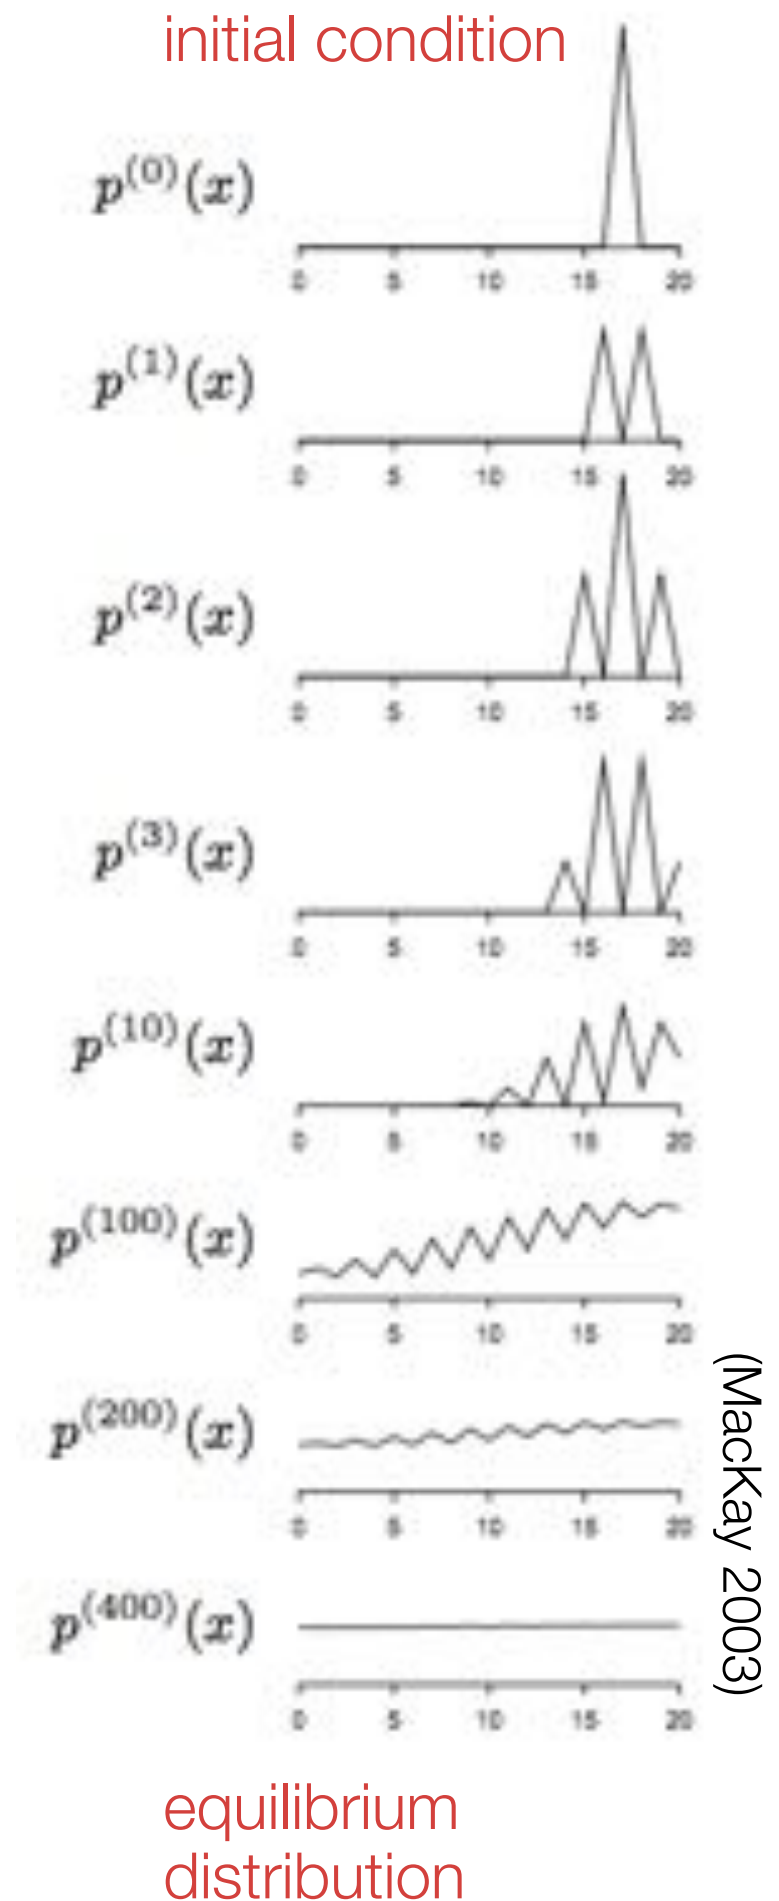 initial condition
p^(0)(x)
0 5 10 15 20
p^(1)(x)
0 5 10 15 20
p^(2)(x)
0 5 10 15 20
p^(3)(x)
0 5 10 15 20
p^(10)(x)
0 5 10 15 20
p^(100)(x)
0 5 10 15 20
p^(200)(x)
0 5 10 15 20
p^(400)(x)
0 5 10 15 20
(MacKay 2003)
equilibrium
distribution